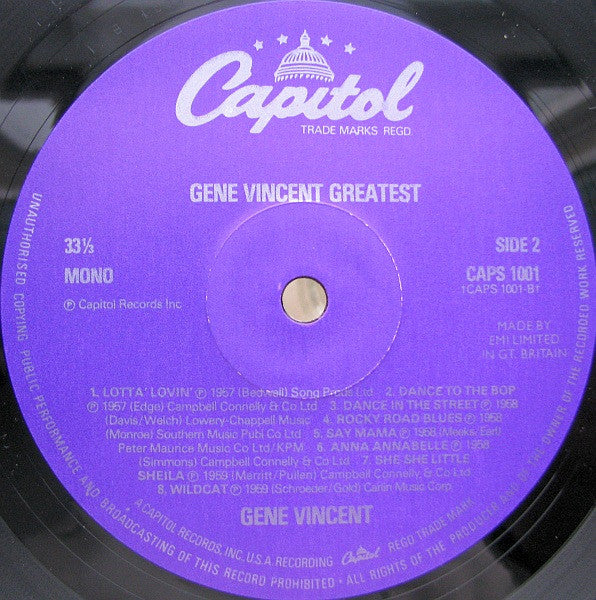 Capitol
TRADE MARKS REGD.
GENE VINCENT GREATEST
33⅓
MONO
℗ Capitol Records Inc
SIDE 2
CAPS 1001
†CAPS 1001-B†
MADE BY
EMI LIMITED
IN GT. BRITAIN
1. LOTTA' LOVIN' ℗ 1957 (Bedwell) Song Prods Ltd 2. DANCE TO THE BOP
℗ 1957 (Edge) Campbell Connelly & Co Ltd 3. DANCE IN THE STREET ℗ 1958
(Davis/Welch) Lowery-Chappell Music 4. ROCKY ROAD BLUES ℗ 1958
(Monroe) Southern Music Publ Co Ltd 5. SAY MAMA ℗ 1958 (Meeks, Earl)
Peter Maurice Music Co Ltd/KPM 6. ANNA ANNABELLE ℗ 1958
(Simmons) Campbell Connelly & Co Ltd 7. SHE SHE LITTLE
SHEILA ℗ 1959 (Merritt/Pullen) Campbell Connelly & Co Ltd
8. WILDCAT ℗ 1959 (Schroeder/Gold) Carlin Music Corp.
GENE VINCENT
A CAPITOL RECORDS, INC. U.S.A. RECORDING Capitol REGD TRADE MARK
UNAUTHORISED COPYING PUBLIC PERFORMANCE AND BROADCASTING OF THIS RECORD PROHIBITED • ALL RIGHTS OF THE PRODUCER AND OF THE OWNER OF THE RECORDED WORK RESERVED